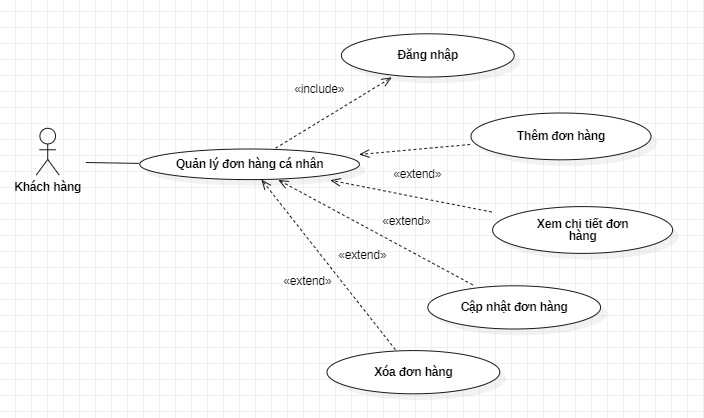 Đăng nhập
«include»
Thêm đơn hàng
Quản lý đơn hàng cá nhân
«extend»
Khách hàng
Xem chi tiết đơn
hàng
«extend»
«extend»
«extend»
Cập nhật đơn hàng
Xóa đơn hàng